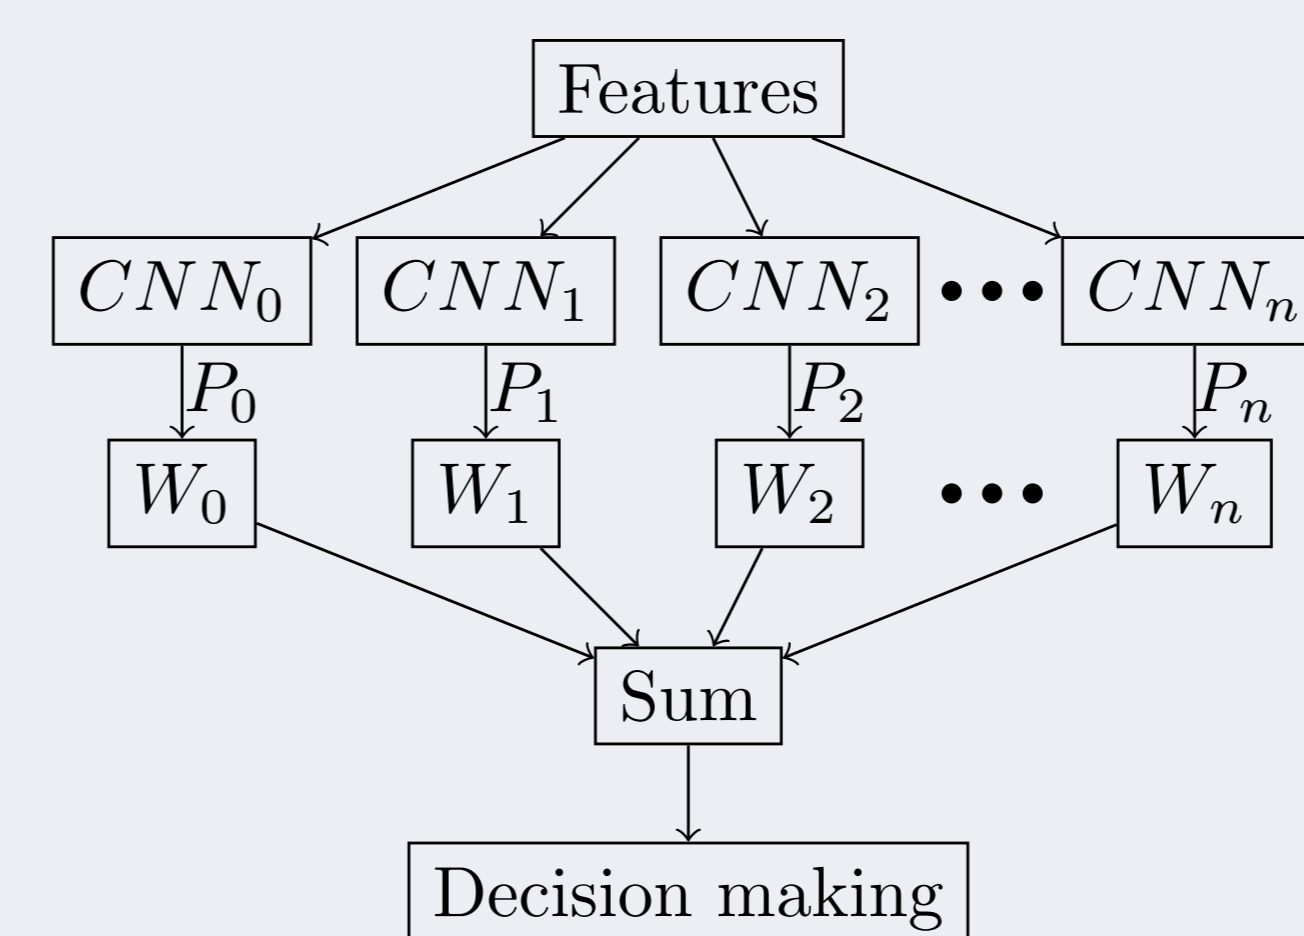 Features
CNN₀ CNN₁ CNN₂ ••• CNNₙ
P₀ P₁ P₂ Pₙ
W₀ W₁ W₂ ••• Wₙ
Sum
Decision making